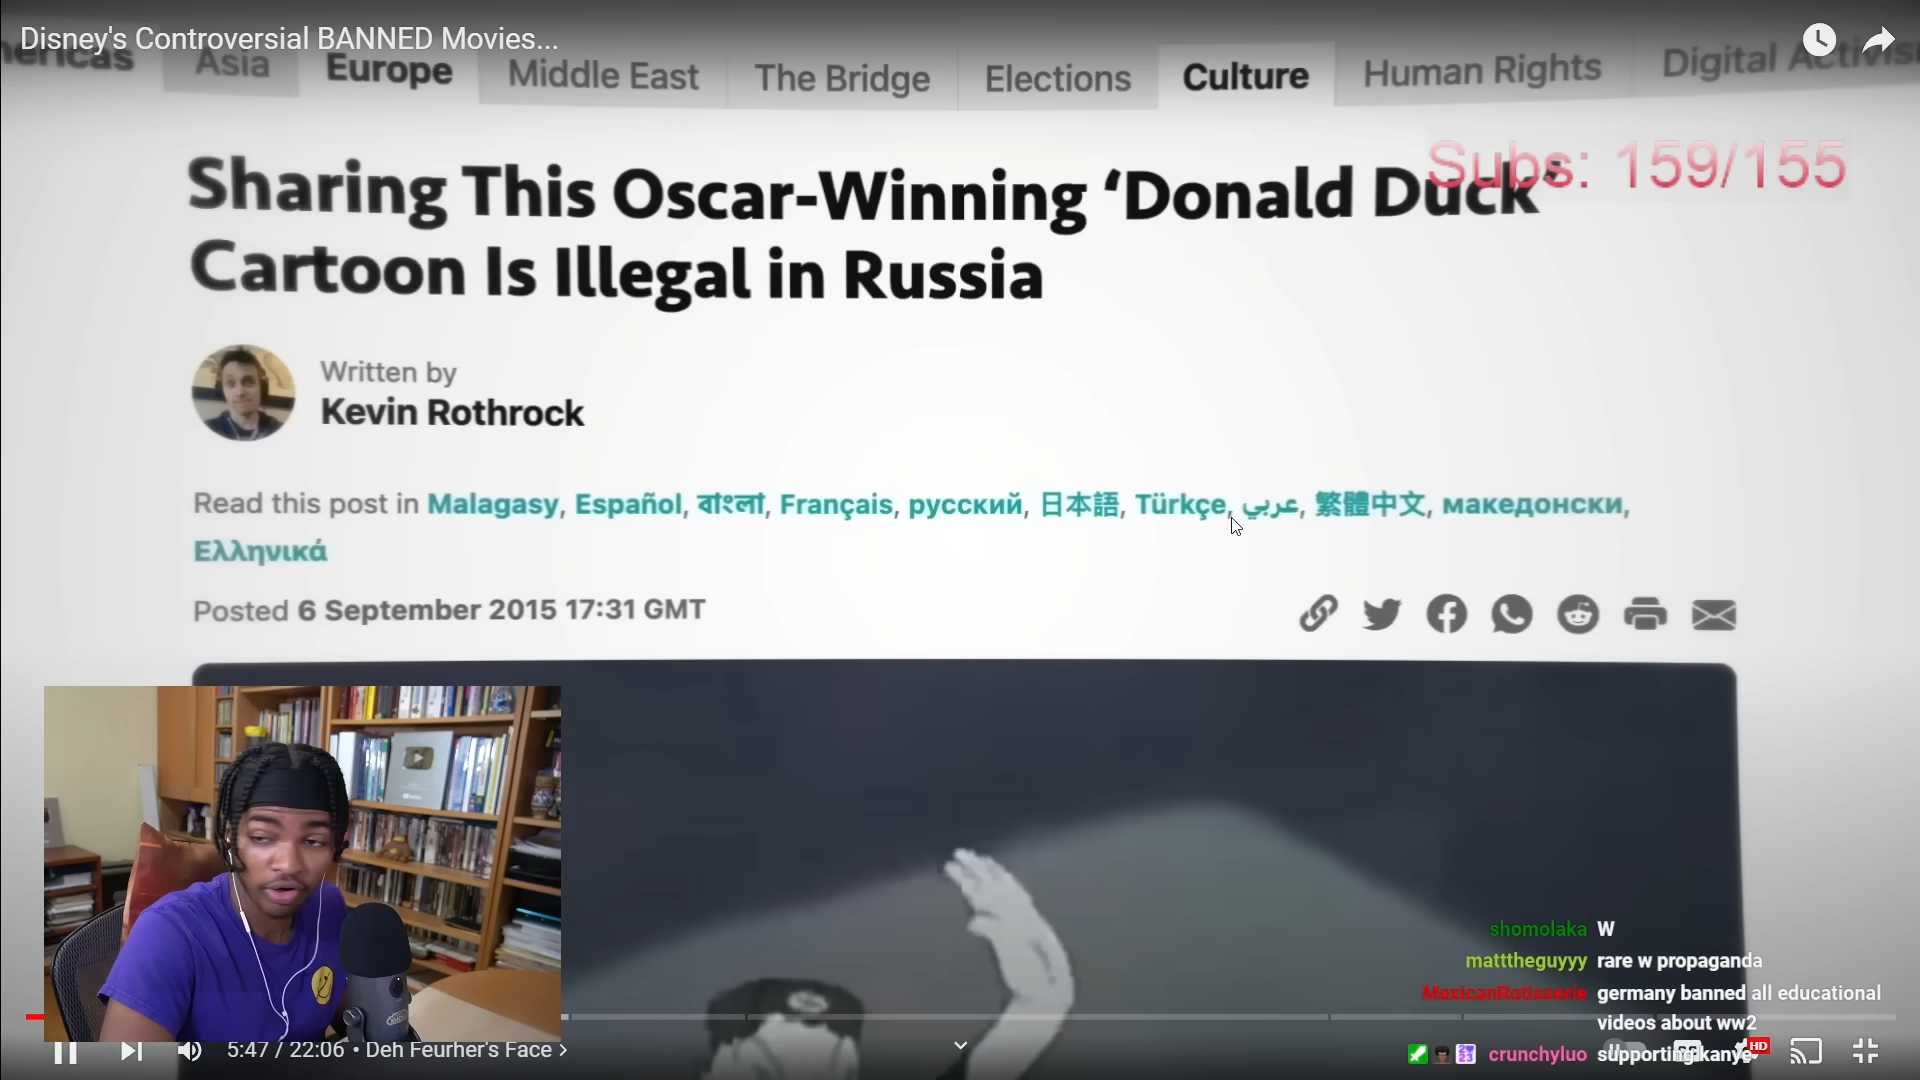 Disney's Controversial BANNED Movies...
Asia Europe Middle East The Bridge Elections Culture Human Rights Digital
Subs: 159/155
Sharing This Oscar-Winning ‘Donald Duck’
Cartoon Is Illegal in Russia
Written by
Kevin Rothrock
Read this post in Malagasy, Español, বাংলা, Français, русский, 日本語, Türkçe, عربي, 繁體中文, македонски,
Ελληνικά
Posted 6 September 2015 17:31 GMT
shomolaka W
matttheguyyy rare w propaganda
MexicanRotisserie germany banned all educational
videos about ww2
crunchyluo supporting kanye
5:47 / 22:06 • Deh Feurher's Face
HD